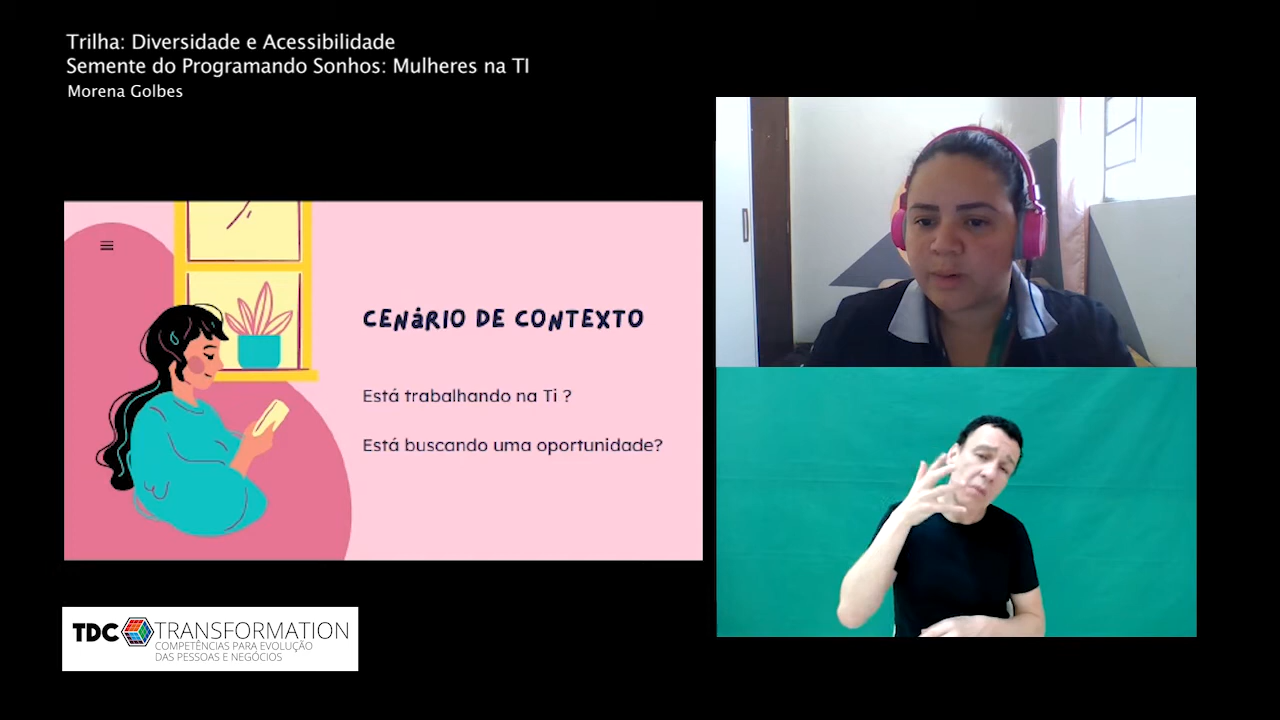 Trilha: Diversidade e Acessibilidade
Semente do Programando Sonhos: Mulheres na TI
Morena Golbes
CENÁRIO DE CONTEXTO
Está trabalhando na Ti ?
Está buscando uma oportunidade?
TDC TRANSFORMATION
COMPETÊNCIAS PARA EVOLUÇÃO
DAS PESSOAS E NEGÓCIOS